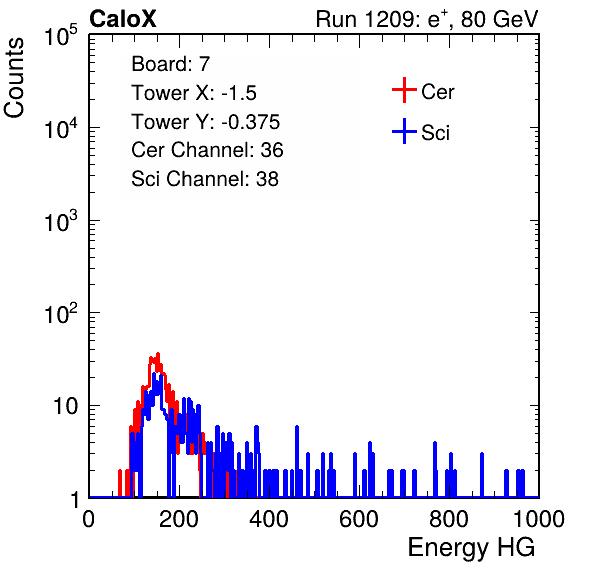 CaloX Run 1209: e⁺, 80 GeV
Counts
Board: 7
Tower X: -1.5
Tower Y: -0.375
Cer Channel: 36
Sci Channel: 38
Cer
Sci
10⁵
10⁴
10³
10²
10
1
0 200 400 600 800 1000
Energy HG